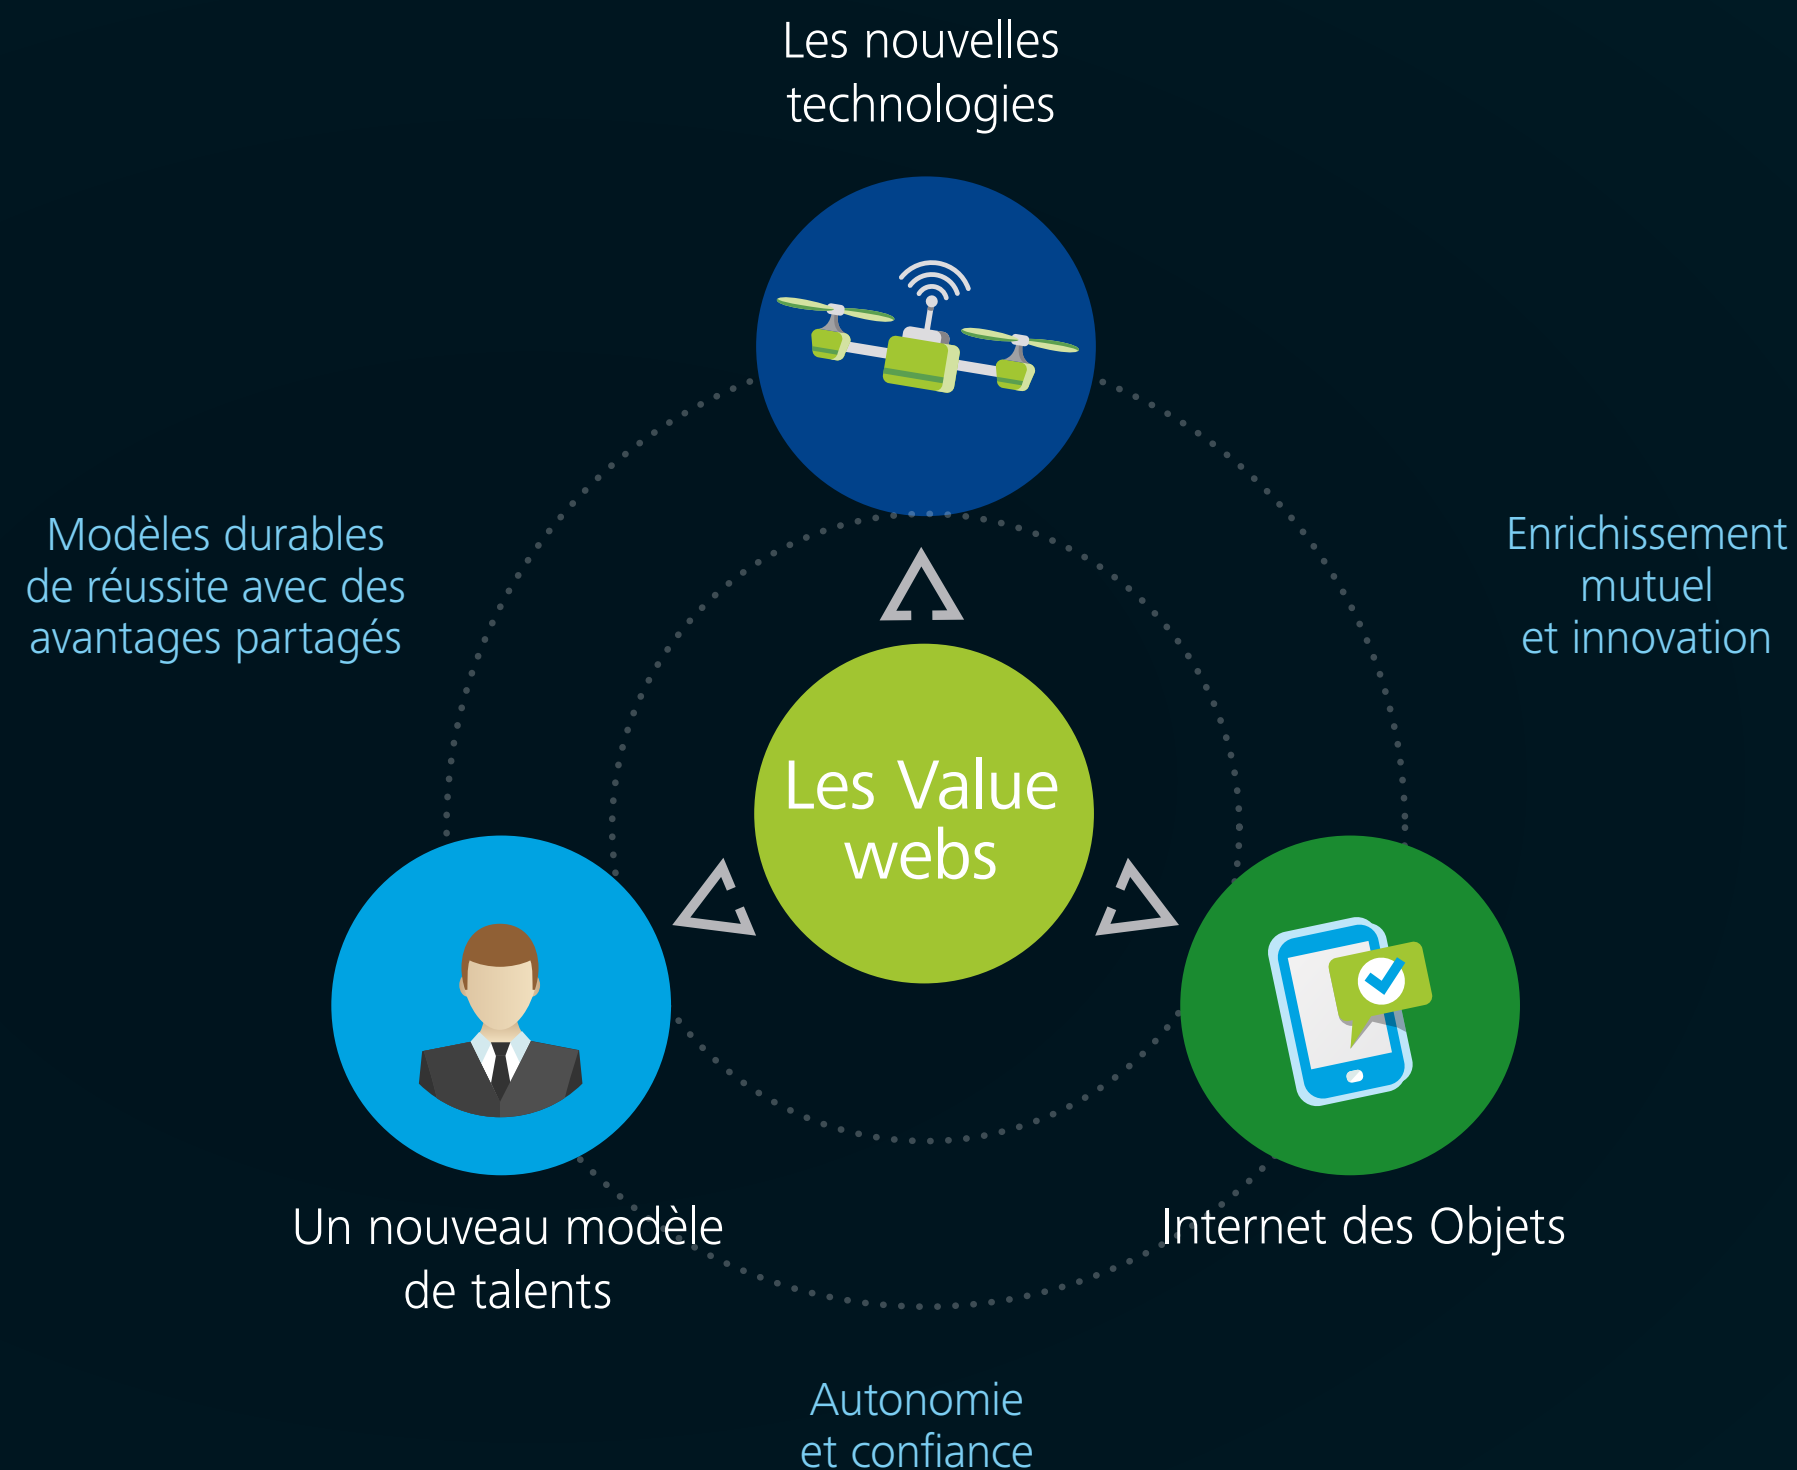 Les nouvelles
technologies
Modèles durables
de réussite avec des
avantages partagés
Enrichissement
mutuel
et innovation
Les Value
webs
Un nouveau modèle
de talents
Internet des Objets
Autonomie
et confiance